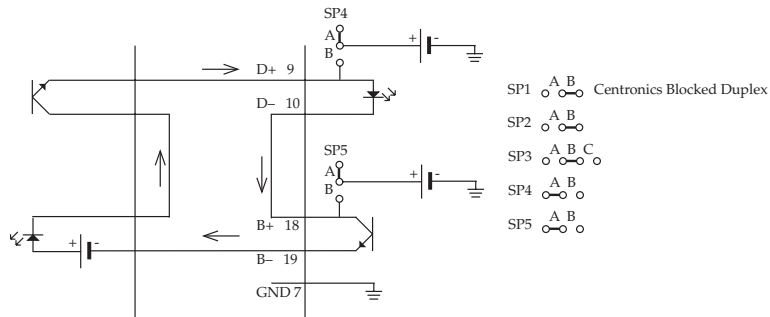 SP4
A
B
+ -
D+ 9
D– 10
SP5
A
B
+ -
B+ 18
B– 19
+ -
GND 7
SP1 A B Centronics Blocked Duplex
SP2 A B
SP3 A B C
SP4 A B
SP5 A B